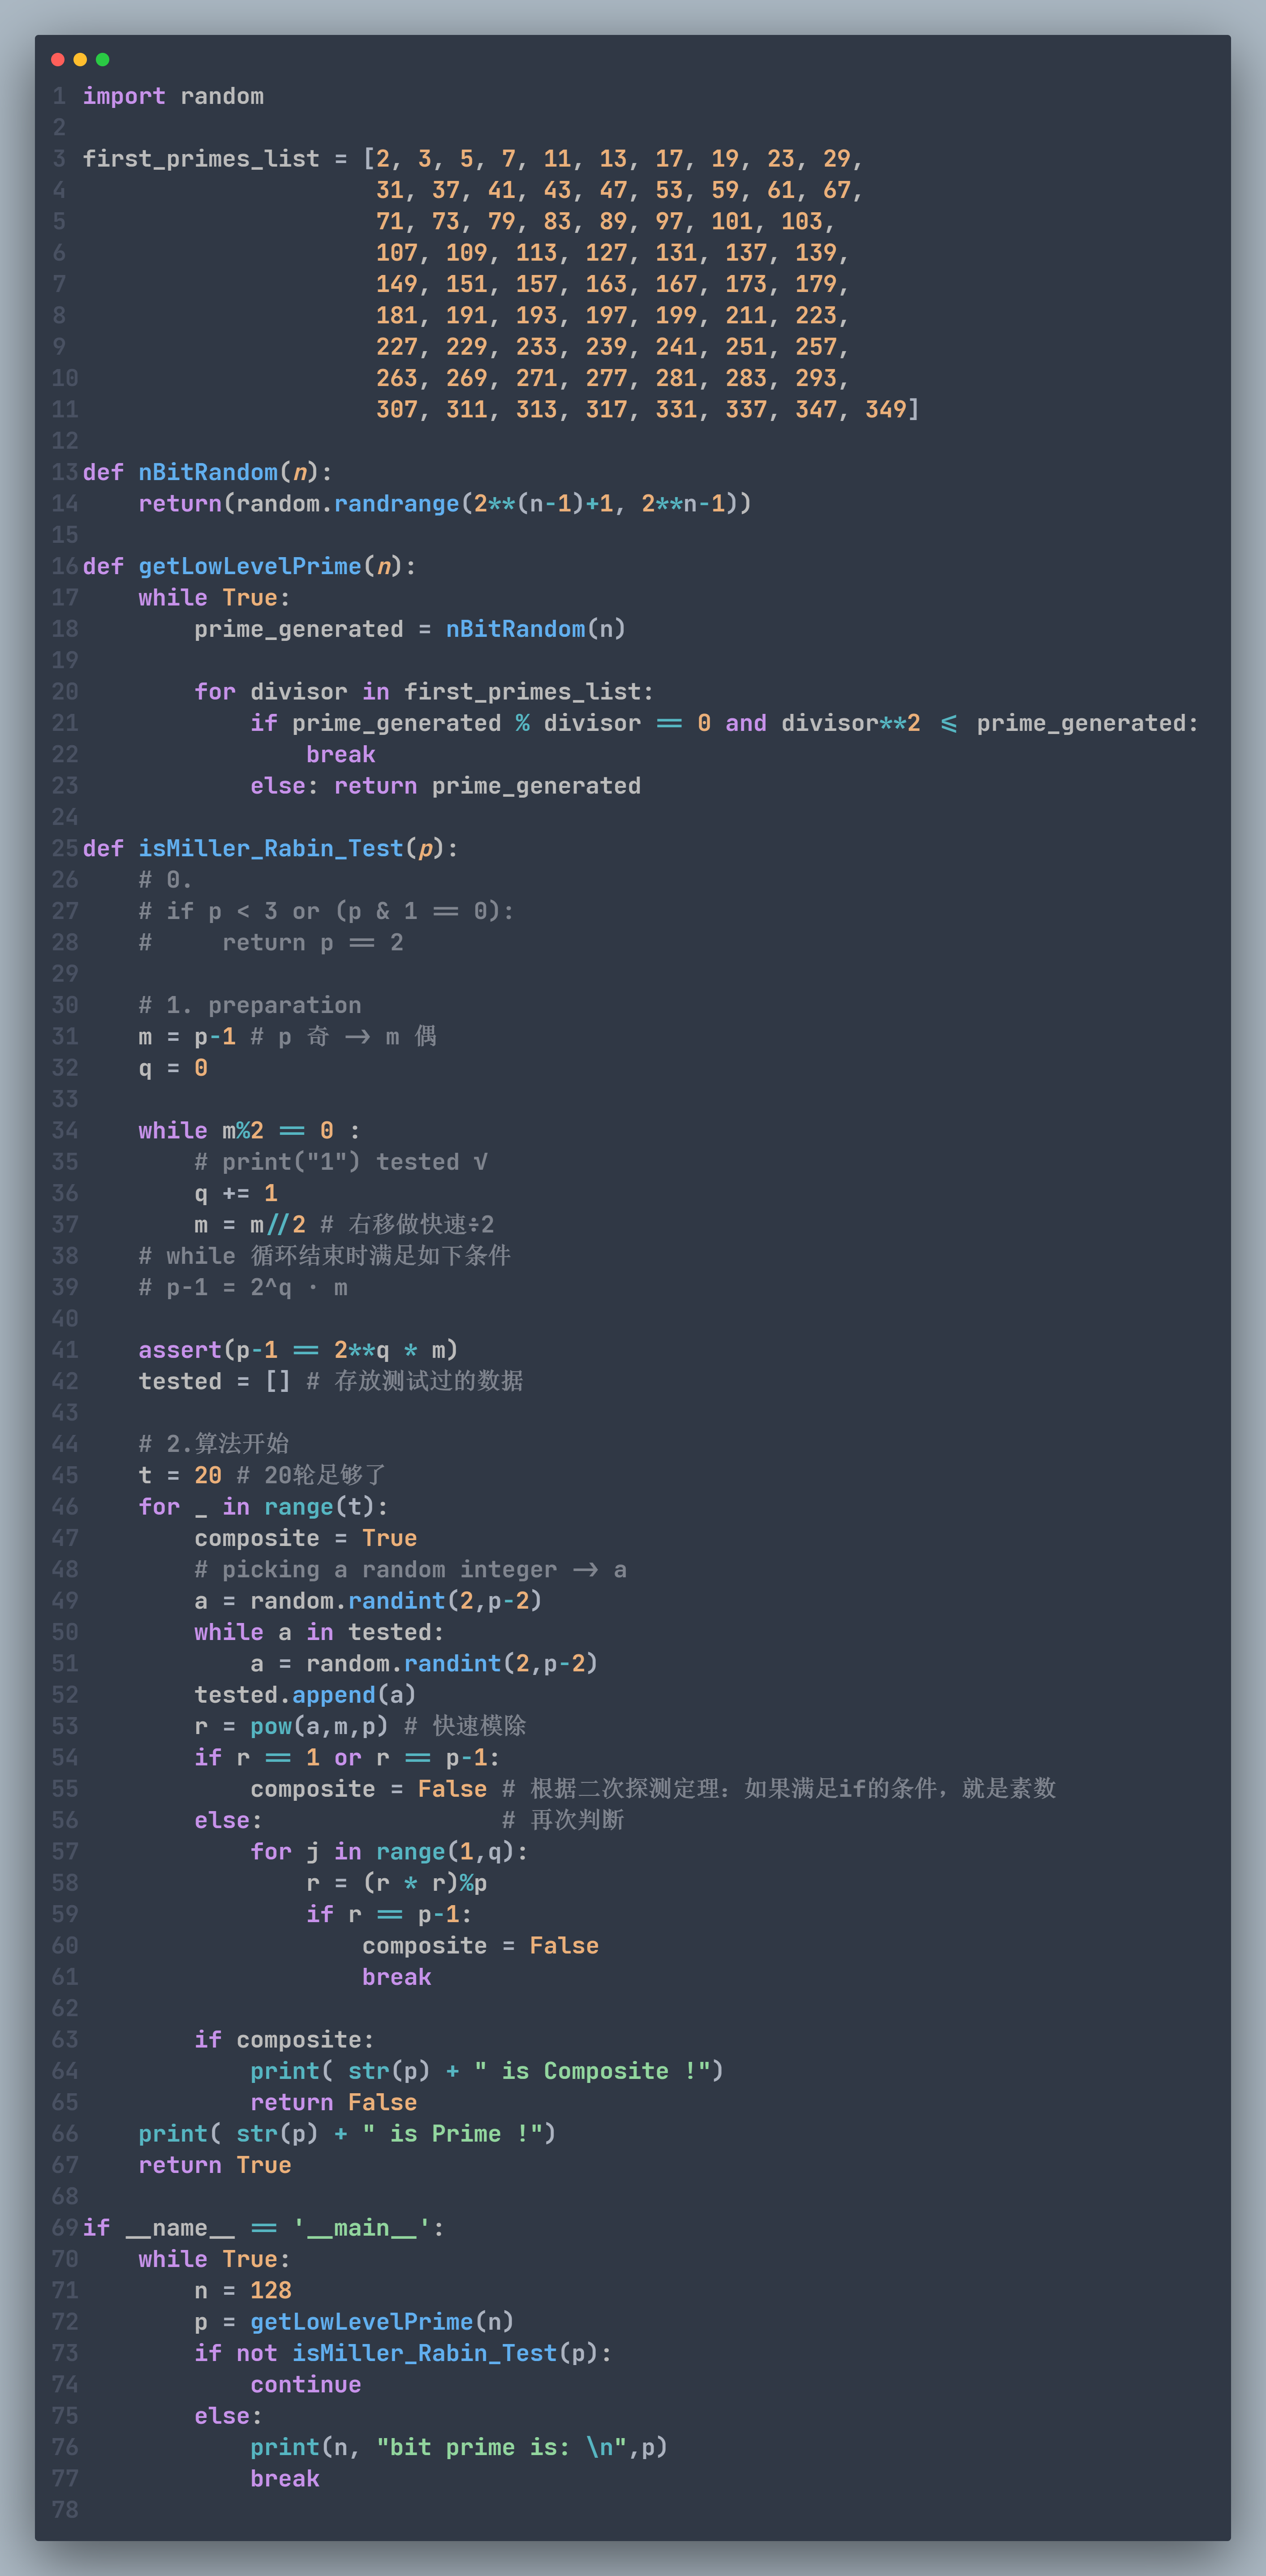 1 import random
2
3 first_primes_list = [2, 3, 5, 7, 11, 13, 17, 19, 23, 29,
4                      31, 37, 41, 43, 47, 53, 59, 61, 67,
5                      71, 73, 79, 83, 89, 97, 101, 103,
6                      107, 109, 113, 127, 131, 137, 139,
7                      149, 151, 157, 163, 167, 173, 179,
8                      181, 191, 193, 197, 199, 211, 223,
9                      227, 229, 233, 239, 241, 251, 257,
10                      263, 269, 271, 277, 281, 283, 293,
11                      307, 311, 313, 317, 331, 337, 347, 349]
12
13 def nBitRandom(n):
14     return(random.randrange(2**(n-1)+1, 2**n-1))
15
16 def getLowLevelPrime(n):
17     while True:
18         prime_generated = nBitRandom(n)
19
20         for divisor in first_primes_list:
21             if prime_generated % divisor == 0 and divisor**2 <= prime_generated:
22                 break
23             else: return prime_generated
24
25 def isMiller_Rabin_Test(p):
26     # 0.
27     # if p < 3 or (p & 1 == 0):
28     #     return p == 2
29
30     # 1. preparation
31     m = p-1 # p 奇 -> m 偶
32     q = 0
33
34     while m%2 == 0 :
35         # print("1") tested √
36         q += 1
37         m = m//2 # 右移做快速÷2
38     # while 循环结束时满足如下条件
39     # p-1 = 2^q · m
40
41     assert(p-1 == 2**q * m)
42     tested = [] # 存放测试过的数据
43
44     # 2.算法开始
45     t = 20 # 20轮足够了
46     for _ in range(t):
47         composite = True
48         # picking a random integer -> a
49         a = random.randint(2,p-2)
50         while a in tested:
51             a = random.randint(2,p-2)
52         tested.append(a)
53         r = pow(a,m,p) # 快速模除
54         if r == 1 or r == p-1:
55             composite = False # 根据二次探测定理：如果满足if的条件，就是素数
56         else:                 # 再次判断
57             for j in range(1,q):
58                 r = (r * r)%p
59                 if r == p-1:
60                     composite = False
61                     break
62
63         if composite:
64             print( str(p) + " is Composite !")
65             return False
66     print( str(p) + " is Prime !")
67     return True
68
69 if __name__ == '__main__':
70     while True:
71         n = 128
72         p = getLowLevelPrime(n)
73         if not isMiller_Rabin_Test(p):
74             continue
75         else:
76             print(n, "bit prime is: \n",p)
77             break
78